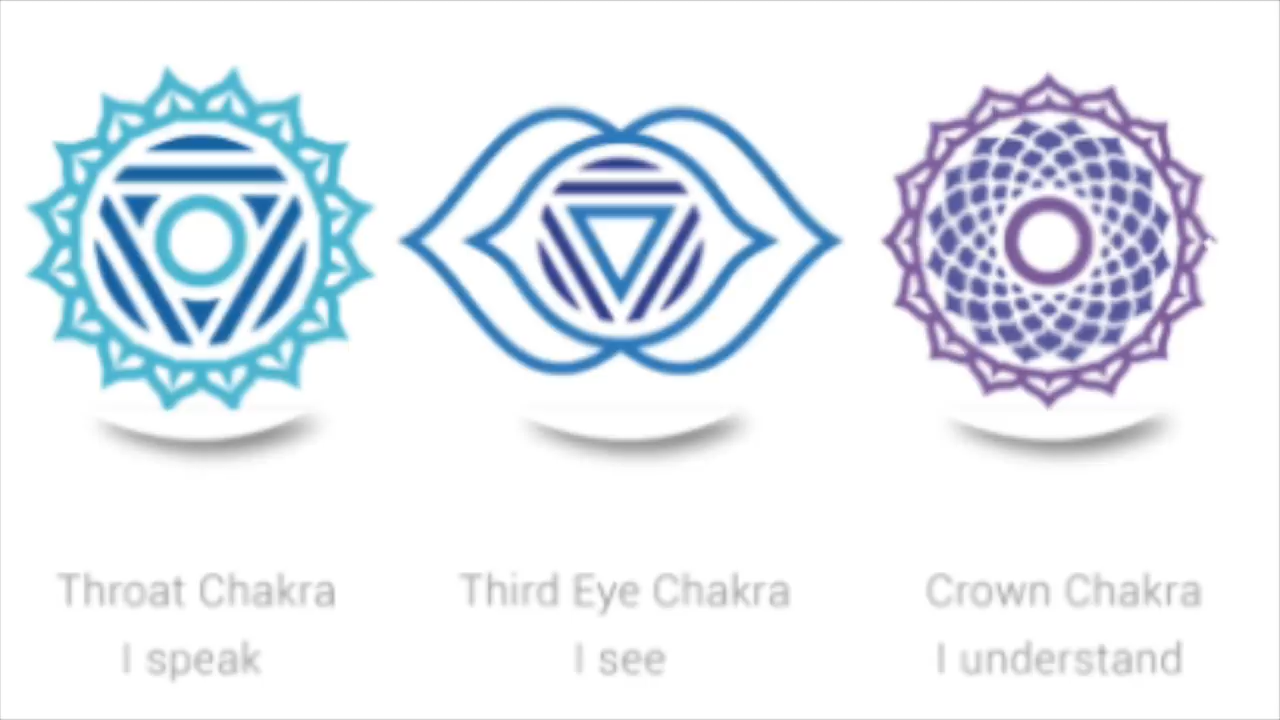 Throat Chakra
I speak
Third Eye Chakra
I see
Crown Chakra
I understand